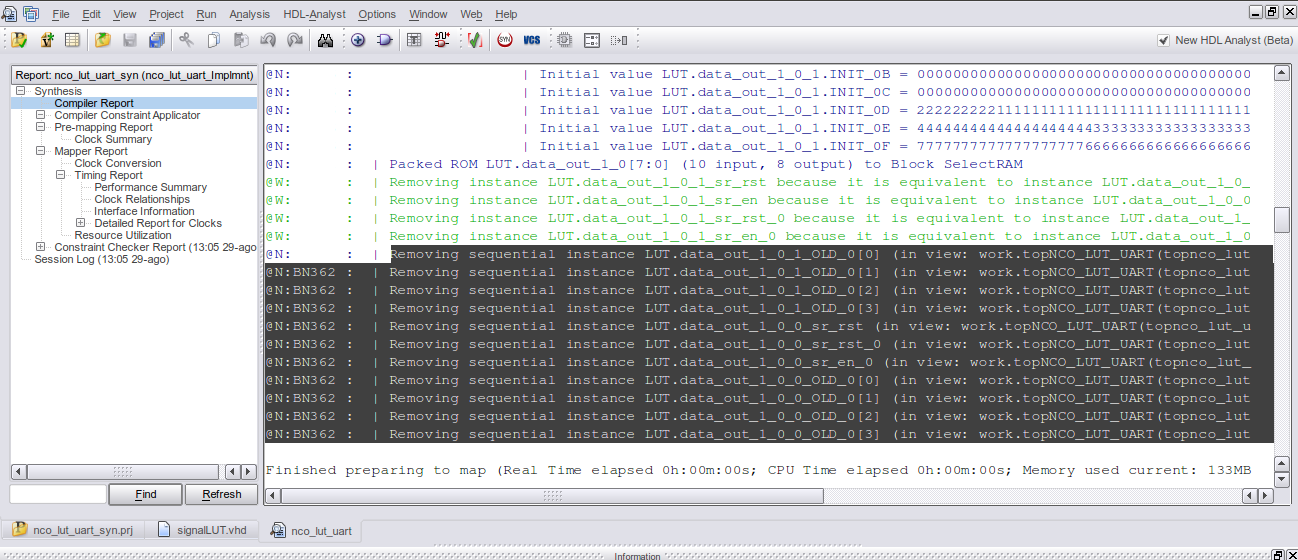 File Edit View Project Run Analysis HDL-Analyst Options Window Web Help
SYN VCS New HDL Analyst (Beta)
Report: nco_lut_uart_syn (nco_lut_uart_Implmnt)
Synthesis
Compiler Report
Compiler Constraint Applicator
Pre-mapping Report
Clock Summary
Mapper Report
Clock Conversion
Timing Report
Performance Summary
Clock Relationships
Interface Information
Detailed Report for Clocks
Resource Utilization
Constraint Checker Report (13:05 29-ago
Session Log (13:05 29-ago)
Find Refresh
@N: : | Initial value LUT.data_out_1_0_1.INIT_0B = 0000000000000000000000000000000000000
@N: : | Initial value LUT.data_out_1_0_1.INIT_0C = 0000000000000000000000000000000000000
@N: : | Initial value LUT.data_out_1_0_1.INIT_0D = 2222222221111111111111111111111111111
@N: : | Initial value LUT.data_out_1_0_1.INIT_0E = 4444444444444444444433333333333333333
@N: : | Initial value LUT.data_out_1_0_1.INIT_0F = 7777777777777777777666666666666666666
@N: : | Packed ROM LUT.data_out_1_0[7:0] (10 input, 8 output) to Block SelectRAM
@W: : | Removing instance LUT.data_out_1_0_1_sr_rst because it is equivalent to instance LUT.data_out_1_0_
@W: : | Removing instance LUT.data_out_1_0_1_sr_en because it is equivalent to instance LUT.data_out_1_0_0
@W: : | Removing instance LUT.data_out_1_0_1_sr_rst_0 because it is equivalent to instance LUT.data_out_1_
@W: : | Removing instance LUT.data_out_1_0_1_sr_en_0 because it is equivalent to instance LUT.data_out_1_0
@N: : | Removing sequential instance LUT.data_out_1_0_1_OLD_0[0] (in view: work.topNCO_LUT_UART(topnco_lut
@N:BN362 : | Removing sequential instance LUT.data_out_1_0_1_OLD_0[1] (in view: work.topNCO_LUT_UART(topnco_lut
@N:BN362 : | Removing sequential instance LUT.data_out_1_0_1_OLD_0[2] (in view: work.topNCO_LUT_UART(topnco_lut
@N:BN362 : | Removing sequential instance LUT.data_out_1_0_1_OLD_0[3] (in view: work.topNCO_LUT_UART(topnco_lut
@N:BN362 : | Removing sequential instance LUT.data_out_1_0_0_sr_rst (in view: work.topNCO_LUT_UART(topnco_lut_u
@N:BN362 : | Removing sequential instance LUT.data_out_1_0_0_sr_rst_0 (in view: work.topNCO_LUT_UART(topnco_lut
@N:BN362 : | Removing sequential instance LUT.data_out_1_0_0_sr_en_0 (in view: work.topNCO_LUT_UART(topnco_lut_
@N:BN362 : | Removing sequential instance LUT.data_out_1_0_0_OLD_0[0] (in view: work.topNCO_LUT_UART(topnco_lut
@N:BN362 : | Removing sequential instance LUT.data_out_1_0_0_OLD_0[1] (in view: work.topNCO_LUT_UART(topnco_lut
@N:BN362 : | Removing sequential instance LUT.data_out_1_0_0_OLD_0[2] (in view: work.topNCO_LUT_UART(topnco_lut
@N:BN362 : | Removing sequential instance LUT.data_out_1_0_0_OLD_0[3] (in view: work.topNCO_LUT_UART(topnco_lut
Finished preparing to map (Real Time elapsed 0h:00m:00s; CPU Time elapsed 0h:00m:00s; Memory used current: 133MB
nco_lut_uart_syn.prj signalLUT.vhd nco_lut_uart
Information